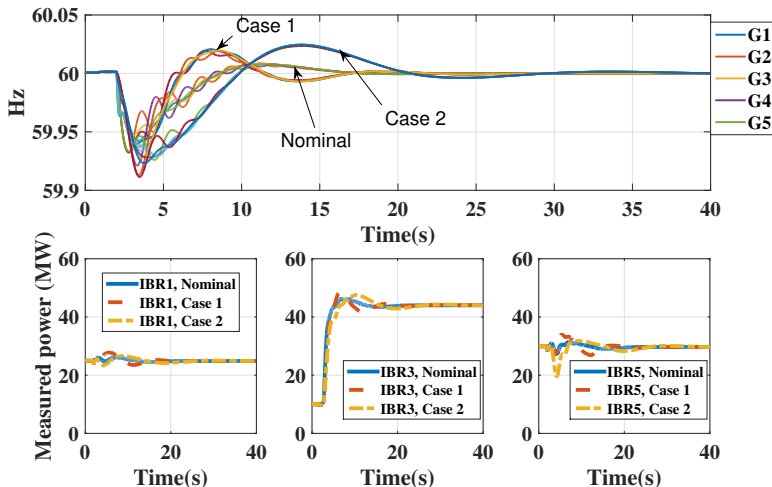 60.05
60
59.95
59.9
Hz
Case 1
Case 2
Nominal
G1
G2
G3
G4
G5
0 5 10 15 20 25 30 35 40
Time(s)
Measured power (MW)
60
40
20
0
IBR1, Nominal
IBR1, Case 1
IBR1, Case 2
0 20 40
Time(s)
60
40
20
0
IBR3, Nominal
IBR3, Case 1
IBR3, Case 2
0 20 40
Time(s)
60
40
20
0
IBR5, Nominal
IBR5, Case 1
IBR5, Case 2
0 20 40
Time(s)